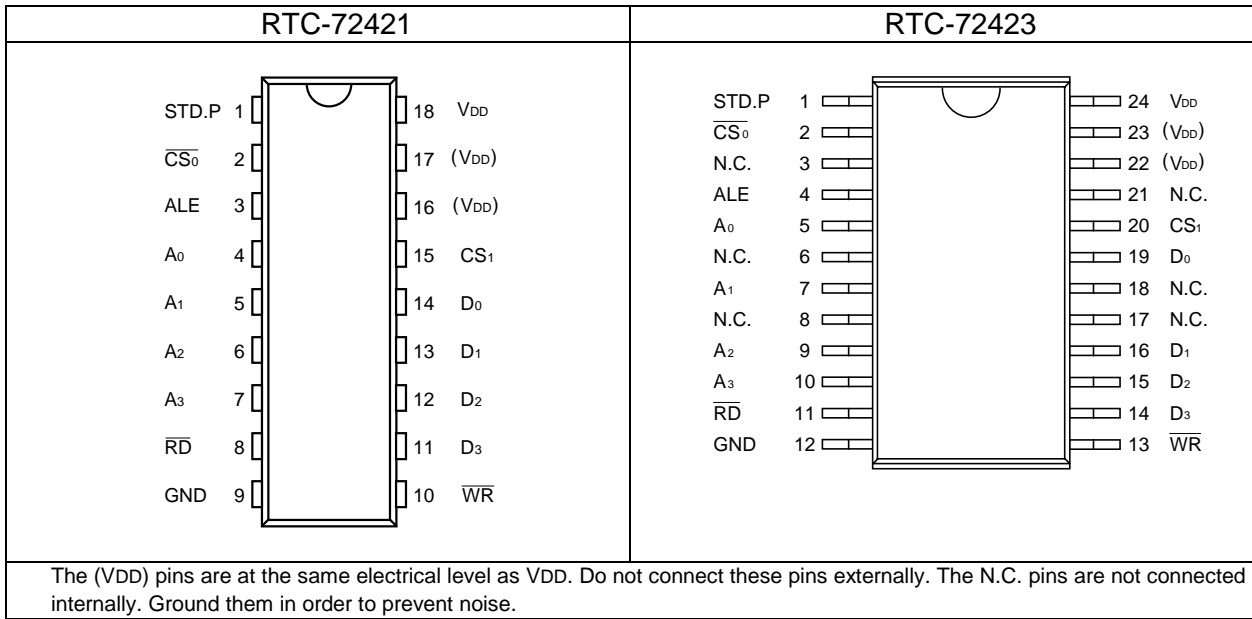 RTC-72421
STD.P 1
CS0 2
ALE 3
A0 4
A1 5
A2 6
A3 7
RD 8
GND 9
18 VDD
17 (VDD)
16 (VDD)
15 CS1
14 D0
13 D1
12 D2
11 D3
10 WR
RTC-72423
STD.P 1
CS0 2
N.C. 3
ALE 4
A0 5
N.C. 6
A1 7
N.C. 8
A2 9
A3 10
RD 11
GND 12
24 VDD
23 (VDD)
22 (VDD)
21 N.C.
20 CS1
19 D0
18 N.C.
17 N.C.
16 D1
15 D2
14 D3
13 WR
The (VDD) pins are at the same electrical level as VDD. Do not connect these pins externally. The N.C. pins are not connected
internally. Ground them in order to prevent noise.